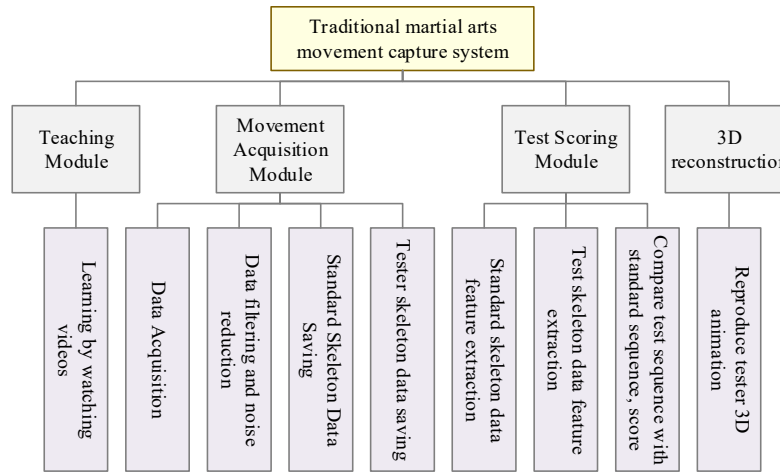 Traditional martial arts
movement capture system
Teaching
Module
Movement
Acquisition
Module
Test Scoring
Module
3D
reconstruction
Learning by watching
videos
Data Acquisition
Data filtering and noise
reduction
Standard Skeleton Data
Saving
Tester skeleton data saving
Standard skeleton data
feature extraction
Test skeleton data feature
extraction
Compare test sequence with
standard sequence, score
Reproduce tester 3D
animation